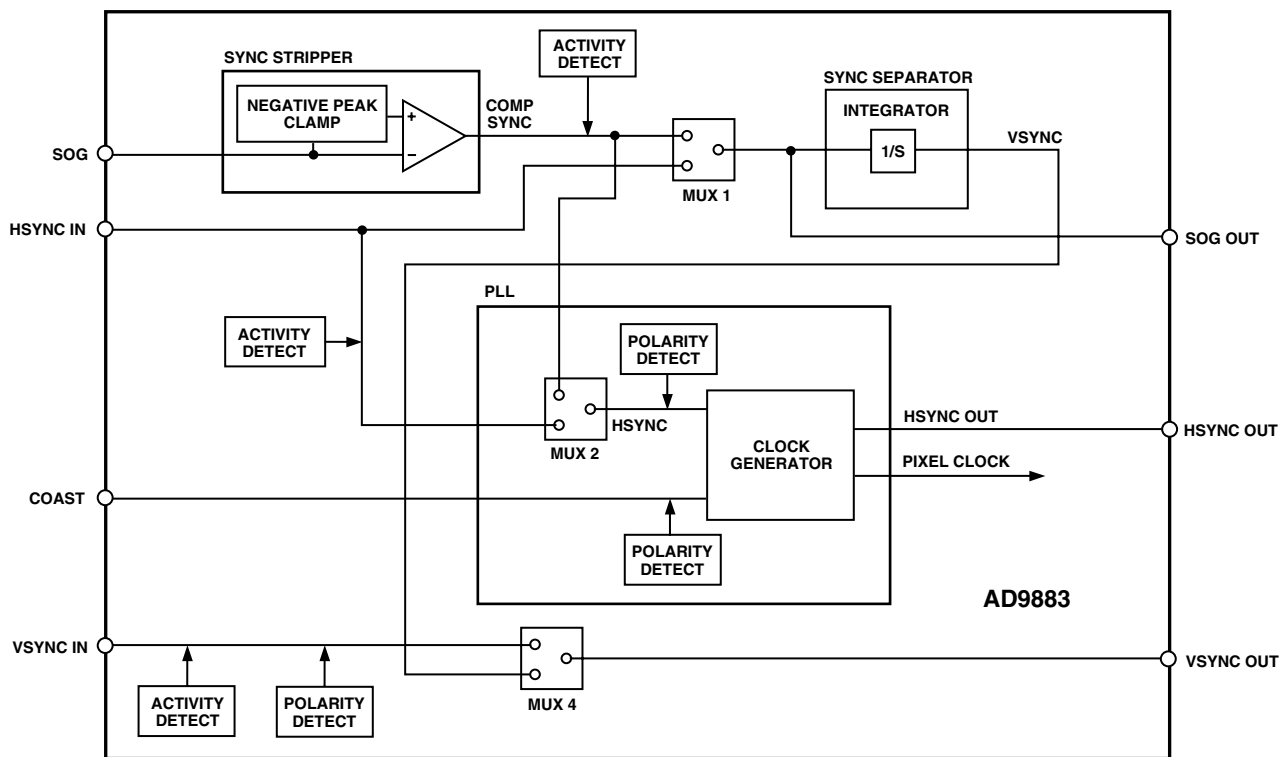 ACTIVITY
DETECT
SYNC STRIPPER
SYNC SEPARATOR
NEGATIVE PEAK
CLAMP
+
−
COMP
SYNC
INTEGRATOR
1/S
VSYNC
SOG
MUX 1
HSYNC IN
SOG OUT
PLL
ACTIVITY
DETECT
POLARITY
DETECT
HSYNC
MUX 2
CLOCK
GENERATOR
HSYNC OUT
HSYNC OUT
PIXEL CLOCK
COAST
POLARITY
DETECT
AD9883
VSYNC IN
VSYNC OUT
ACTIVITY
DETECT
POLARITY
DETECT
MUX 4